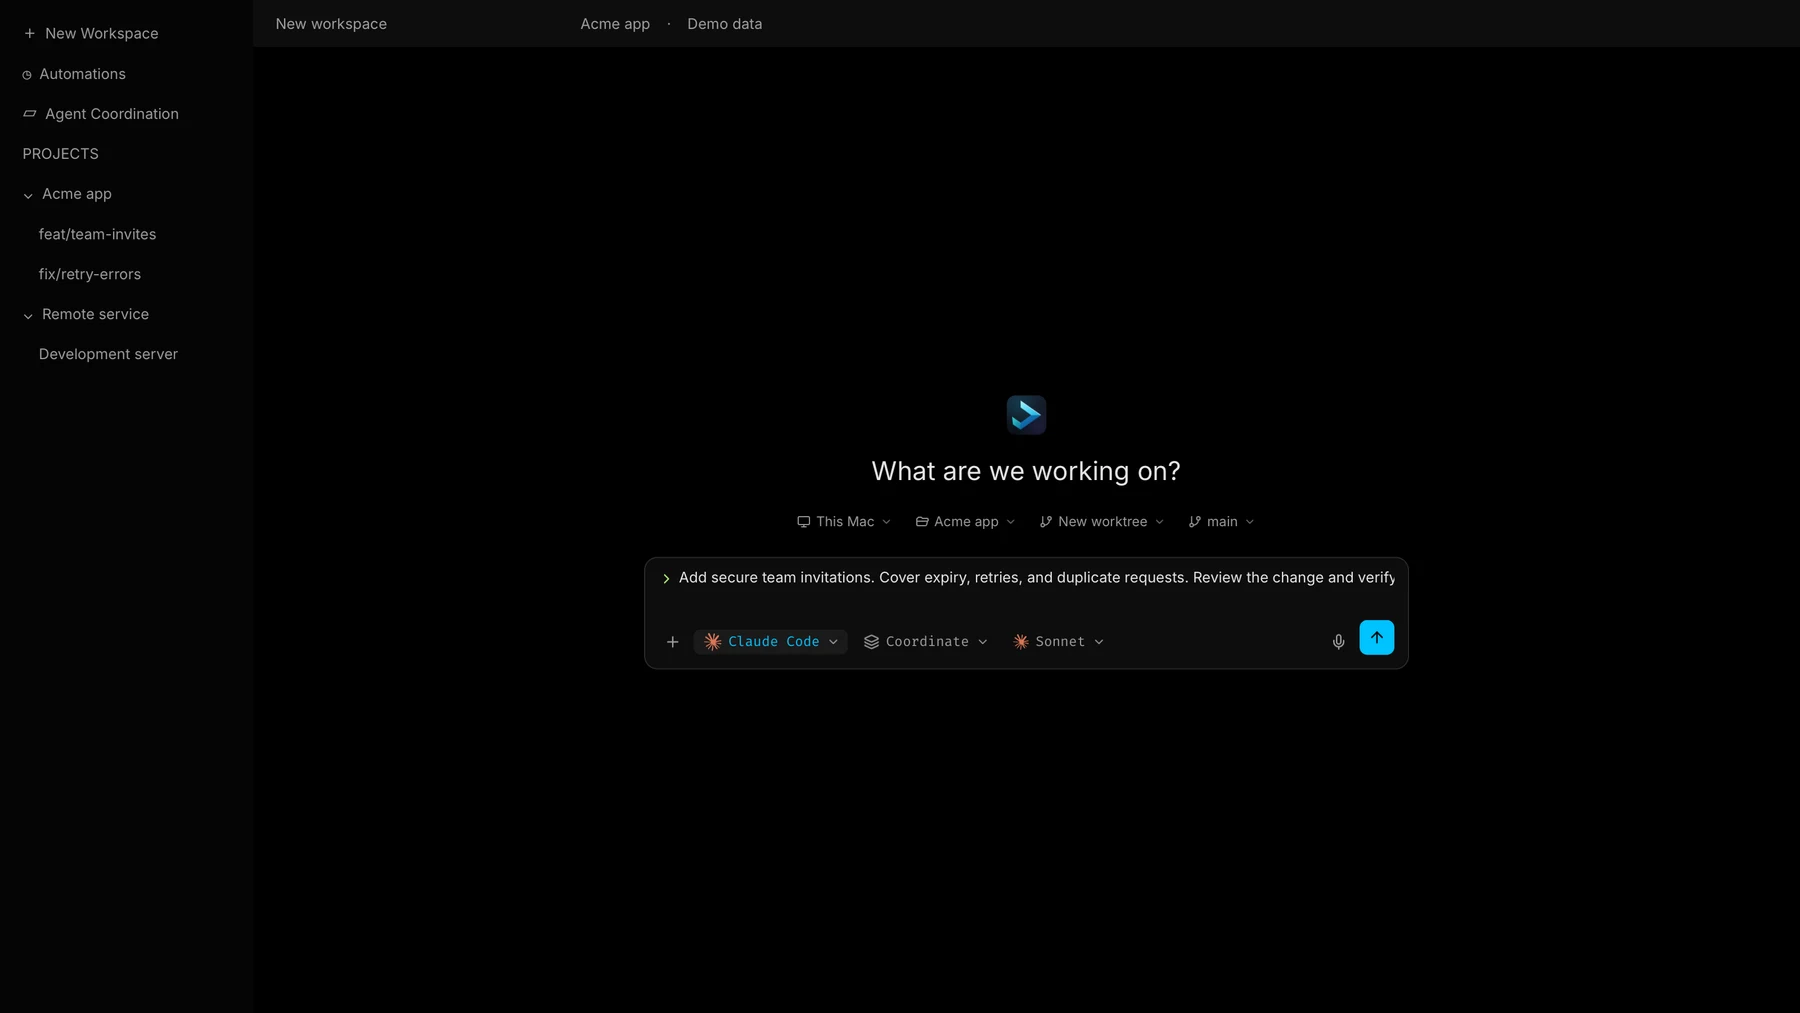 New Workspace
Automations
Agent Coordination
PROJECTS
Acme app
feat/team-invites
fix/retry-errors
Remote service
Development server
New workspace
Acme app · Demo data
What are we working on?
This Mac
Acme app
New worktree
main
Add secure team invitations. Cover expiry, retries, and duplicate requests. Review the change and verify
Claude Code
Coordinate
Sonnet